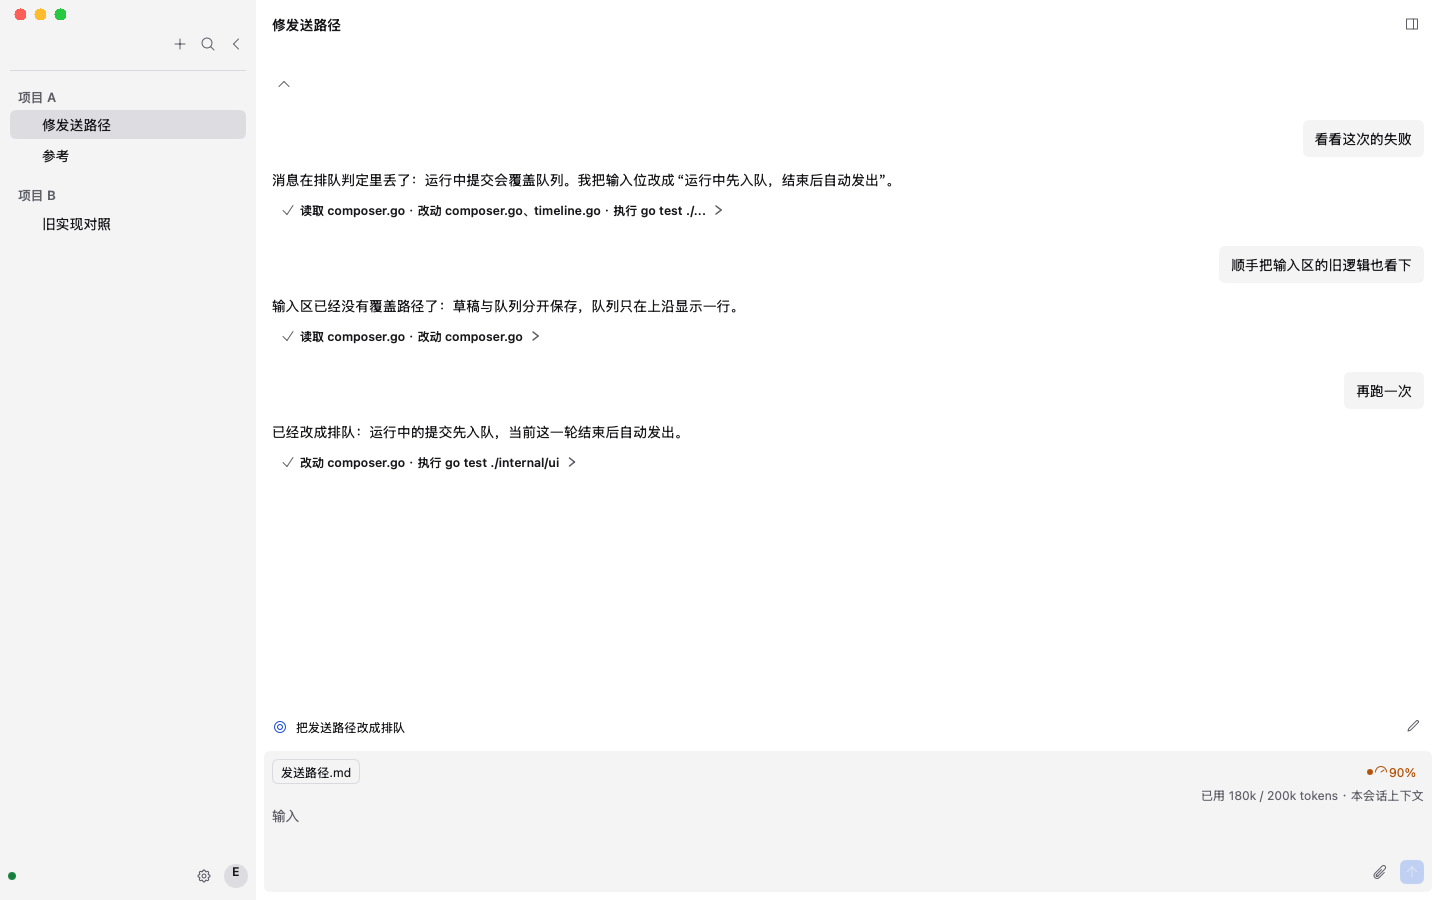 修发送路径
项目 A
修发送路径
参考
项目 B
旧实现对照
看看这次的失败
消息在排队判定里丢了：运行中提交会覆盖队列。我把输入位改成“运行中先入队，结束后自动发出”。
读取 composer.go · 改动 composer.go、timeline.go · 执行 go test ./...
顺手把输入区的旧逻辑也看下
输入区已经没有覆盖路径了：草稿与队列分开保存，队列只在上沿显示一行。
读取 composer.go · 改动 composer.go
再跑一次
已经改成排队：运行中的提交先入队，当前这一轮结束后自动发出。
改动 composer.go · 执行 go test ./internal/ui
把发送路径改成排队
发送路径.md
90%
已用 180k / 200k tokens · 本会话上下文
输入
E